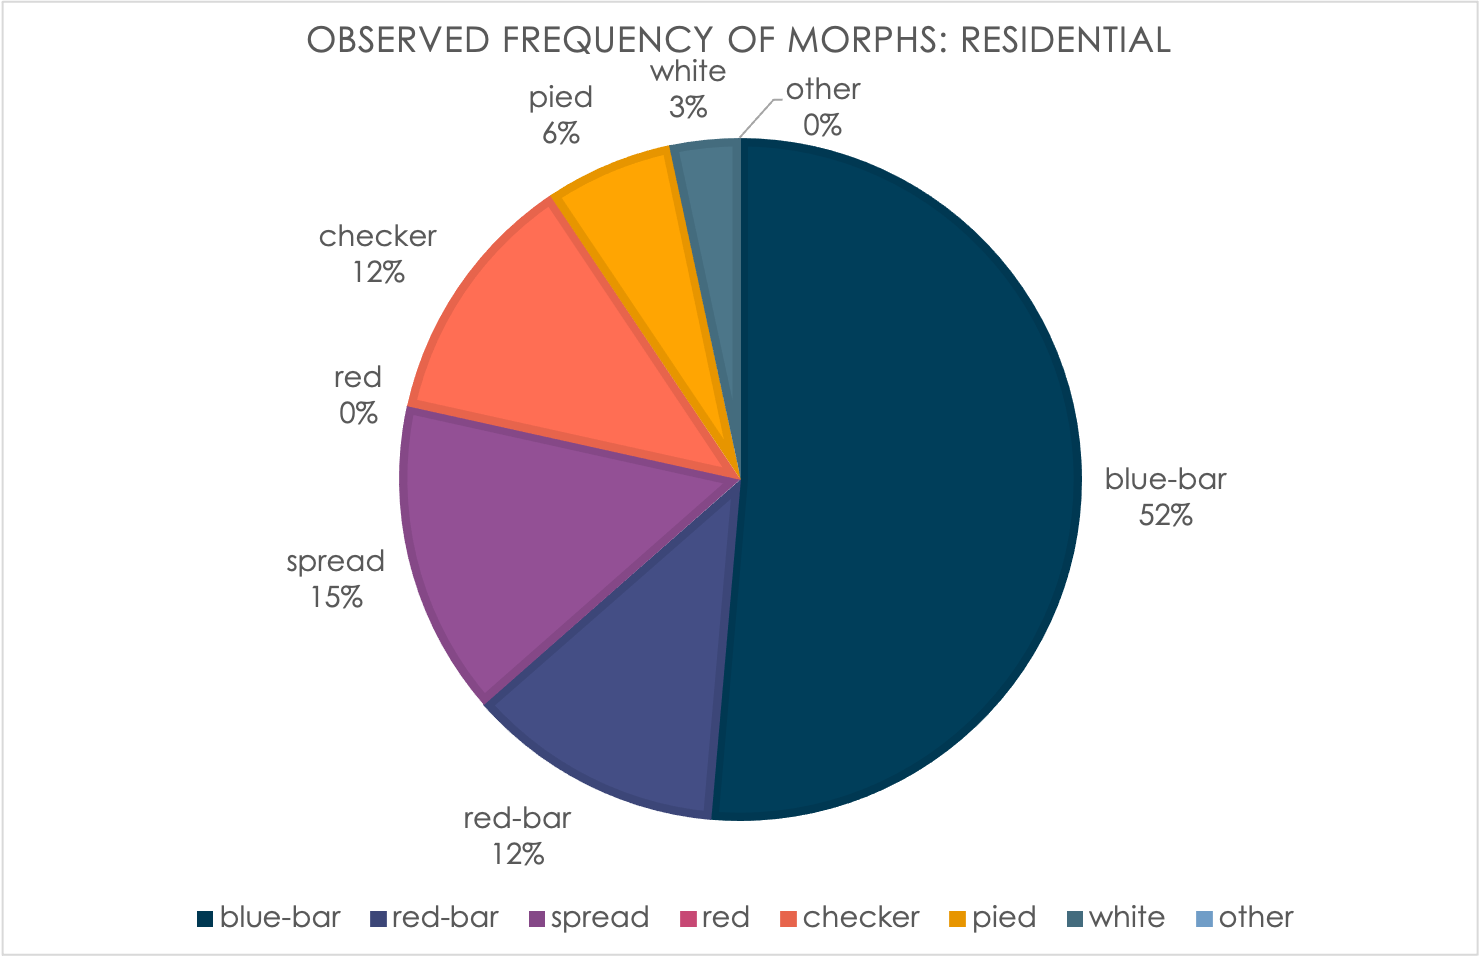 OBSERVED FREQUENCY OF MORPHS: RESIDENTIAL
white
3%
other
0%
pied
6%
checker
12%
red
0%
blue-bar
52%
spread
15%
red-bar
12%
blue-bar red-bar spread red checker pied white other